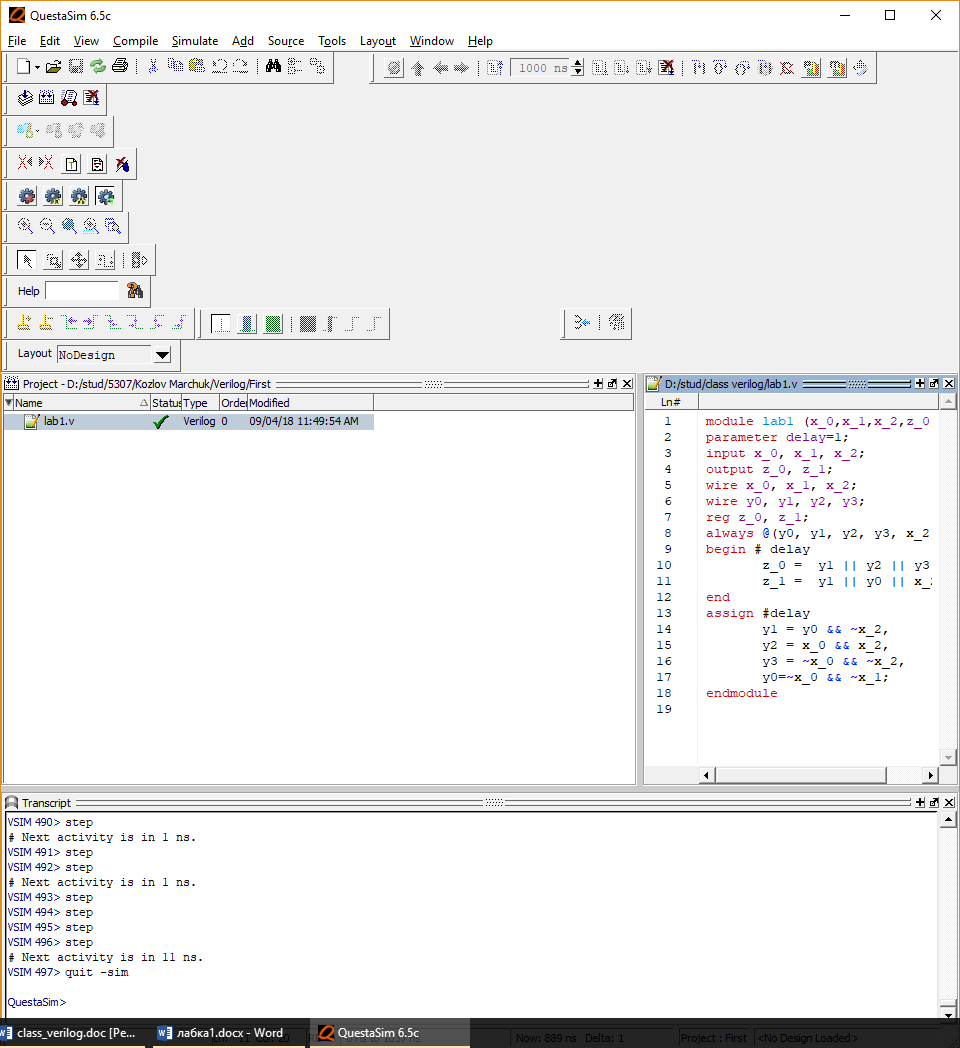 QuestaSim 6.5c
File Edit View Compile Simulate Add Source Tools Layout Window Help
1000 ns
Help
Layout NoDesign
Project - D:/stud/5307/Kozlov Marchuk/Verilog/First
Name Status Type Order Modified
lab1.v Verilog 0 09/04/18 11:49:54 AM
D:/stud/class verilog/lab1.v
Ln#
1 module lab1 (x_0,x_1,x_2,z_0
2 parameter delay=1;
3 input x_0, x_1, x_2;
4 output z_0, z_1;
5 wire x_0, x_1, x_2;
6 wire y0, y1, y2, y3;
7 reg z_0, z_1;
8 always @(y0, y1, y2, y3, x_2
9 begin # delay
10 z_0 = y1 || y2 || y3
11 z_1 = y1 || y0 || x_
12 end
13 assign #delay
14 y1 = y0 && ~x_2,
15 y2 = x_0 && x_2,
16 y3 = ~x_0 && ~x_2,
17 y0=~x_0 && ~x_1;
18 endmodule
19
Transcript
VSIM 490> step
# Next activity is in 1 ns.
VSIM 491> step
VSIM 492> step
# Next activity is in 1 ns.
VSIM 493> step
VSIM 494> step
VSIM 495> step
VSIM 496> step
# Next activity is in 11 ns.
VSIM 497> quit -sim
QuestaSim>
class_verilog.doc [Ре... лабка1.docx - Word QuestaSim 6.5c
Now: 889 ns Delta: 1 Project : First <No Design Loaded>